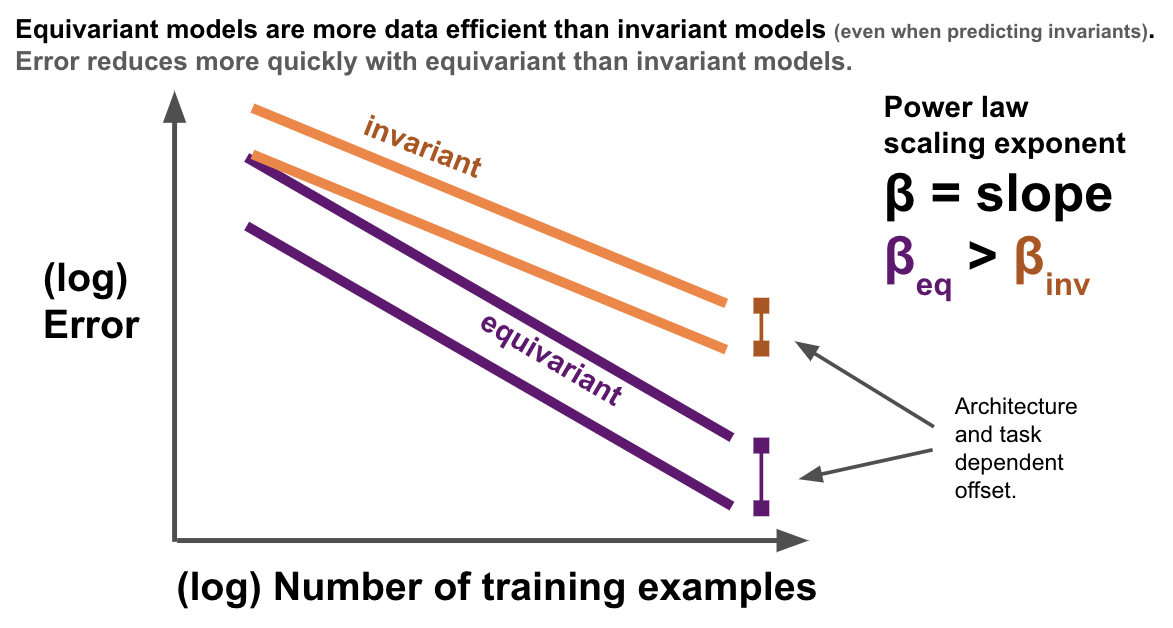 Equivariant models are more data efficient than invariant models (even when predicting invariants).
Error reduces more quickly with equivariant than invariant models.
invariant
equivariant
(log)
Error
(log) Number of training examples
Power law
scaling exponent
β = slope
βeq > βinv
Architecture
and task
dependent
offset.